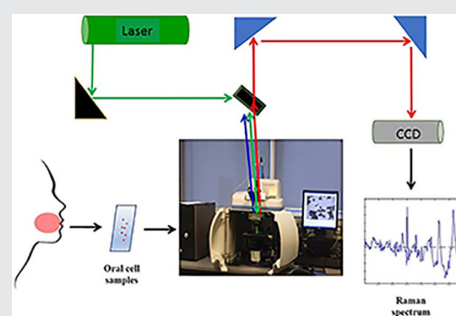 Laser
CCD
Oral cell
samples
Raman
spectrum